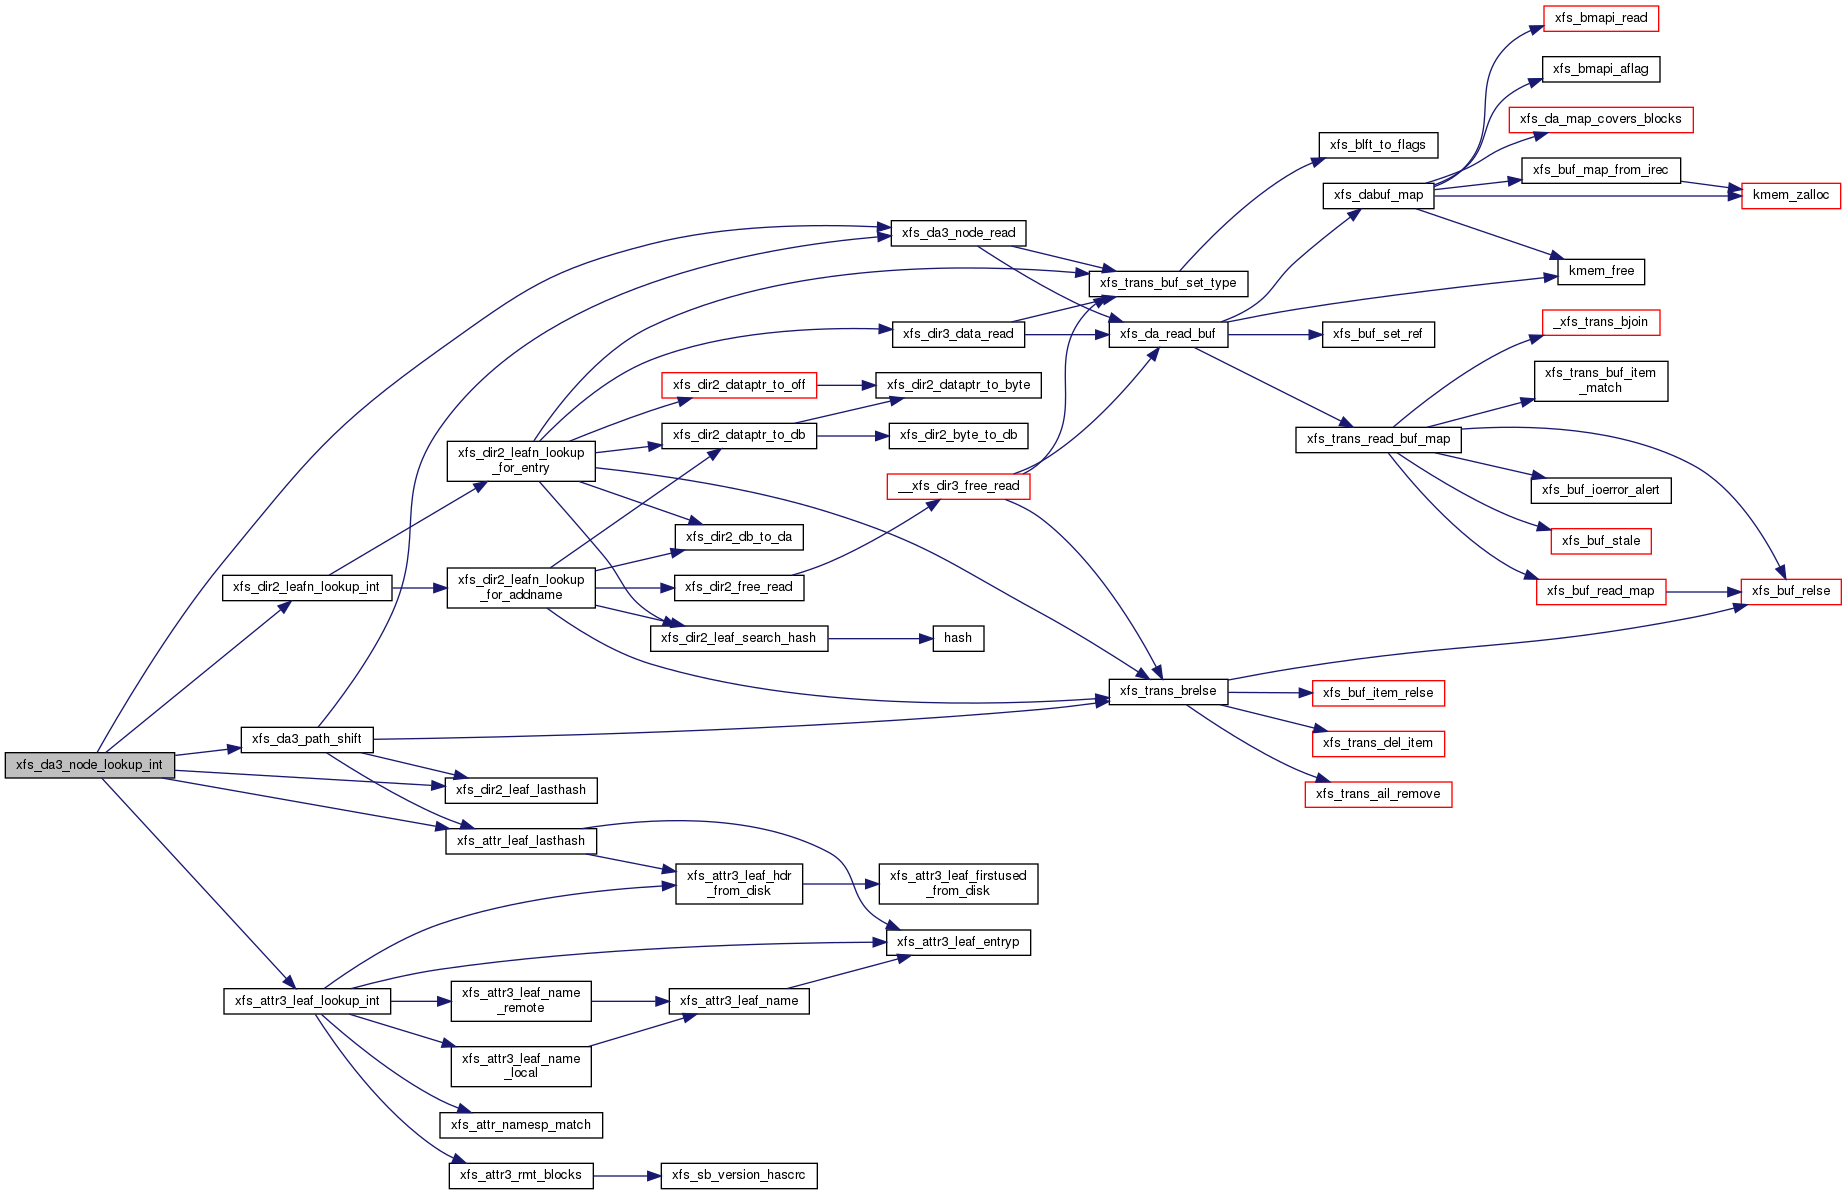 xfs_bmapi_read
xfs_bmapi_aflag
xfs_da_map_covers_blocks
xfs_blft_to_flags
xfs_buf_map_from_irec
xfs_dabuf_map
kmem_zalloc
xfs_da3_node_read
kmem_free
xfs_trans_buf_set_type
_xfs_trans_bjoin
xfs_dir3_data_read
xfs_da_read_buf
xfs_buf_set_ref
xfs_trans_buf_item
_match
xfs_dir2_dataptr_to_off
xfs_dir2_dataptr_to_byte
xfs_dir2_dataptr_to_db
xfs_dir2_byte_to_db
xfs_trans_read_buf_map
xfs_dir2_leafn_lookup
_for_entry
__xfs_dir3_free_read
xfs_buf_ioerror_alert
xfs_dir2_db_to_da
xfs_buf_stale
xfs_dir2_leafn_lookup_int
xfs_dir2_leafn_lookup
_for_addname
xfs_dir2_free_read
xfs_buf_read_map
xfs_buf_relse
xfs_dir2_leaf_search_hash
hash
xfs_trans_brelse
xfs_buf_item_relse
xfs_da3_path_shift
xfs_trans_del_item
xfs_da3_node_lookup_int
xfs_dir2_leaf_lasthash
xfs_trans_ail_remove
xfs_attr_leaf_lasthash
xfs_attr3_leaf_hdr
_from_disk
xfs_attr3_leaf_firstused
_from_disk
xfs_attr3_leaf_entryp
xfs_attr3_leaf_lookup_int
xfs_attr3_leaf_name
_remote
xfs_attr3_leaf_name
xfs_attr3_leaf_name
_local
xfs_attr_namesp_match
xfs_attr3_rmt_blocks
xfs_sb_version_hascrc